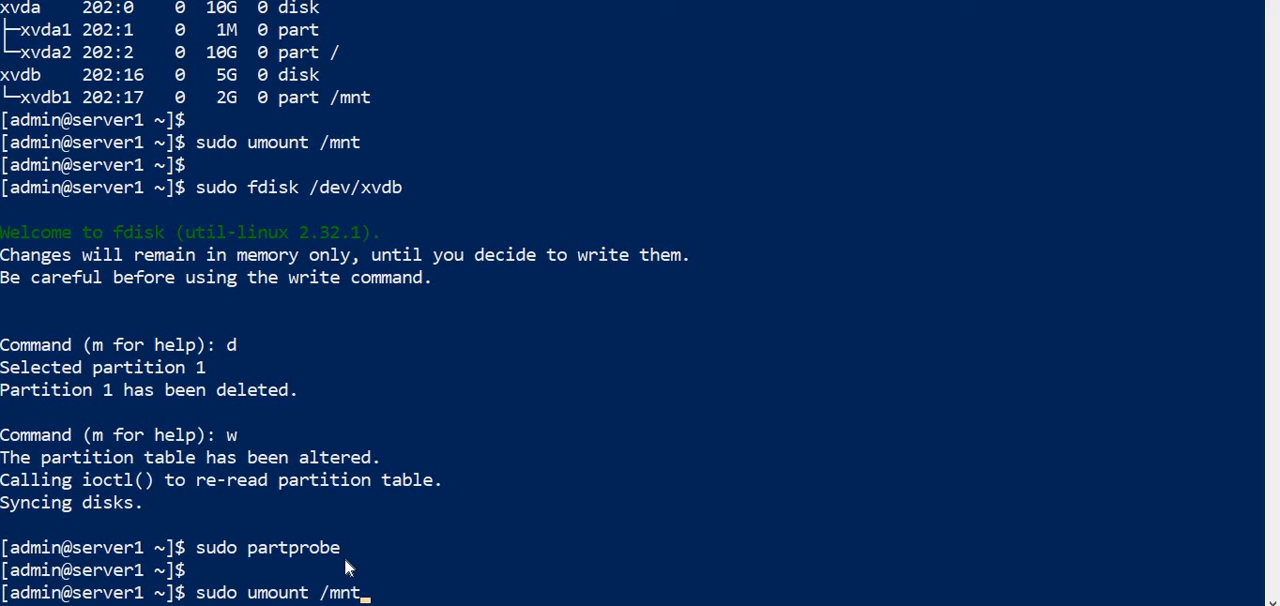 xvda    202:0    0  10G  0 disk
├─xvda1 202:1    0   1M  0 part
└─xvda2 202:2    0  10G  0 part /
xvdb    202:16   0   5G  0 disk
└─xvdb1 202:17   0   2G  0 part /mnt
[admin@server1 ~]$
[admin@server1 ~]$ sudo umount /mnt
[admin@server1 ~]$
[admin@server1 ~]$ sudo fdisk /dev/xvdb
Welcome to fdisk (util-linux 2.32.1).
Changes will remain in memory only, until you decide to write them.
Be careful before using the write command.
Command (m for help): d
Selected partition 1
Partition 1 has been deleted.
Command (m for help): w
The partition table has been altered.
Calling ioctl() to re-read partition table.
Syncing disks.
[admin@server1 ~]$ sudo partprobe
[admin@server1 ~]$
[admin@server1 ~]$ sudo umount /mnt